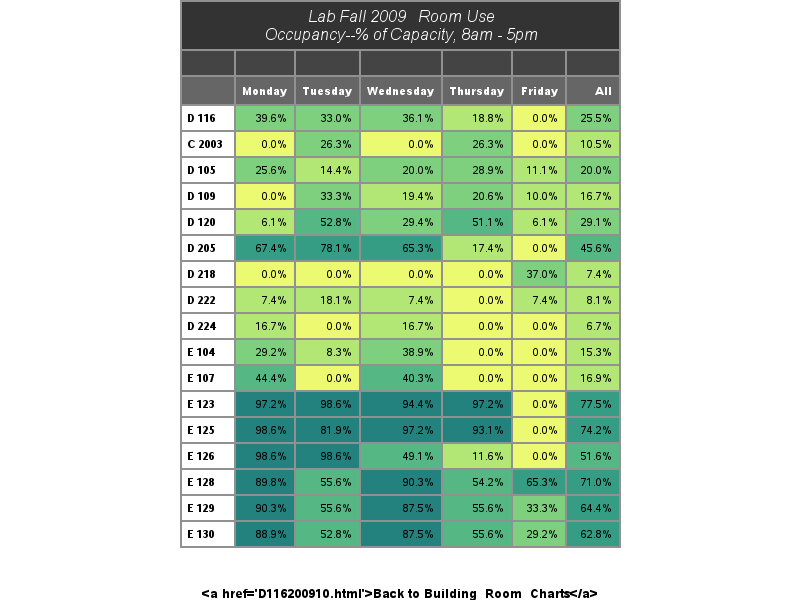 Lab Fall 2009 Room Use
Occupancy--% of Capacity, 8am - 5pm
Monday Tuesday Wednesday Thursday Friday All
D 116 39.6% 33.0% 36.1% 18.8% 0.0% 25.5%
C 2003 0.0% 26.3% 0.0% 26.3% 0.0% 10.5%
D 105 25.6% 14.4% 20.0% 28.9% 11.1% 20.0%
D 109 0.0% 33.3% 19.4% 20.6% 10.0% 16.7%
D 120 6.1% 52.8% 29.4% 51.1% 6.1% 29.1%
D 205 67.4% 78.1% 65.3% 17.4% 0.0% 45.6%
D 218 0.0% 0.0% 0.0% 0.0% 37.0% 7.4%
D 222 7.4% 18.1% 7.4% 0.0% 7.4% 8.1%
D 224 16.7% 0.0% 16.7% 0.0% 0.0% 6.7%
E 104 29.2% 8.3% 38.9% 0.0% 0.0% 15.3%
E 107 44.4% 0.0% 40.3% 0.0% 0.0% 16.9%
E 123 97.2% 98.6% 94.4% 97.2% 0.0% 77.5%
E 125 98.6% 81.9% 97.2% 93.1% 0.0% 74.2%
E 126 98.6% 98.6% 49.1% 11.6% 0.0% 51.6%
E 128 89.8% 55.6% 90.3% 54.2% 65.3% 71.0%
E 129 90.3% 55.6% 87.5% 55.6% 33.3% 64.4%
E 130 88.9% 52.8% 87.5% 55.6% 29.2% 62.8%
<a href='D116200910.html'>Back to Building_Room_Charts</a>